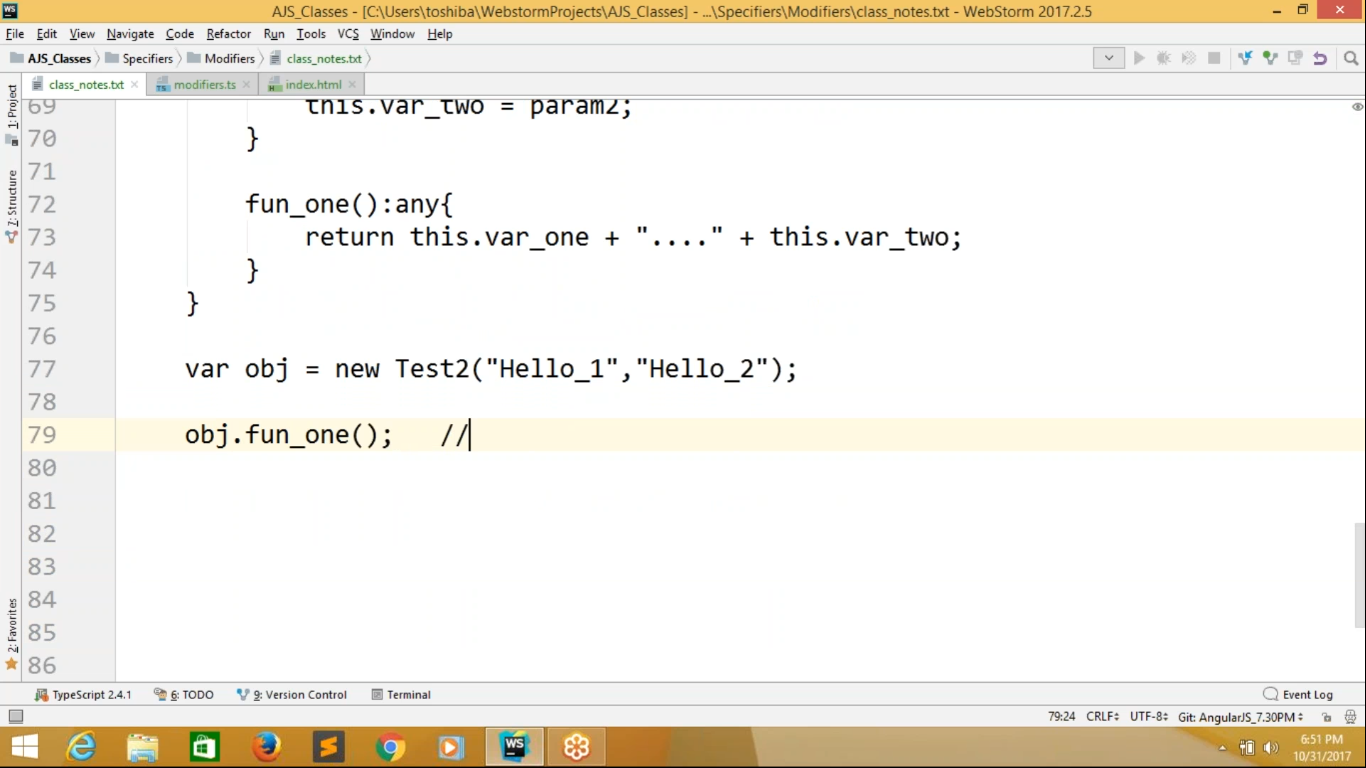 AJS_Classes - [C:\Users\toshiba\WebstormProjects\AJS_Classes] - ...\Specifiers\Modifiers\class_notes.txt - WebStorm 2017.2.5
File Edit View Navigate Code Refactor Run Tools VCS Window Help
AJS_Classes Specifiers Modifiers class_notes.txt
class_notes.txt modifiers.ts index.html
1: Project
7: Structure
2: Favorites
69 this.var_two = param2;
70 }
71
72 fun_one():any{
73 return this.var_one + "...." + this.var_two;
74 }
75 }
76
77 var obj = new Test2("Hello_1","Hello_2");
78
79 obj.fun_one(); //
80
81
82
83
84
85
86
TypeScript 2.4.1 6: TODO 9: Version Control Terminal Event Log
79:24 CRLF UTF-8 Git: AngularJS_7.30PM
WS
6:51 PM
10/31/2017